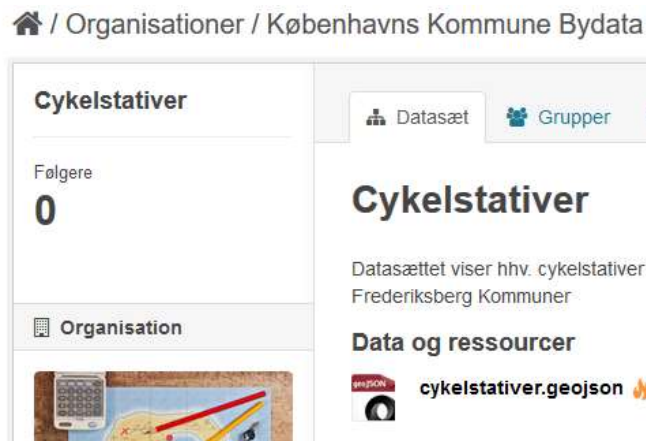 / Organisationer / Københavns Kommune Bydata
Cykelstativer
Følgere
0
Organisation
Datasæt
Grupper
Cykelstativer
Datasættet viser hhv. cykelstativer
Frederiksberg Kommuner
Data og ressourcer
geoJSON
cykelstativer.geojson